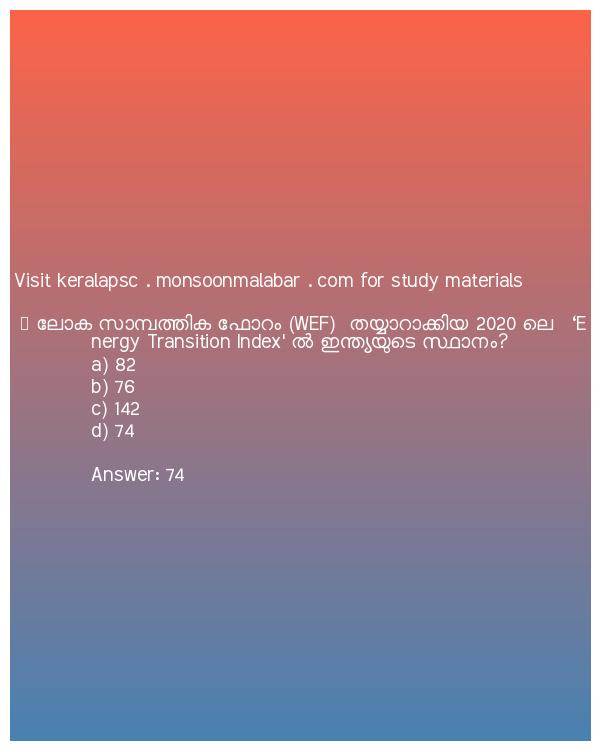 Visit keralapsc . monsoonmalabar . com for study materials
▯ ലോക സാമ്പത്തിക ഫോറം (WEF) തയ്യാറാക്കിയ 2020 ലെ ‘E
nergy Transition Index' ൽ ഇന്ത്യയുടെ സ്ഥാനം?
a) 82
b) 76
c) 142
d) 74
Answer: 74